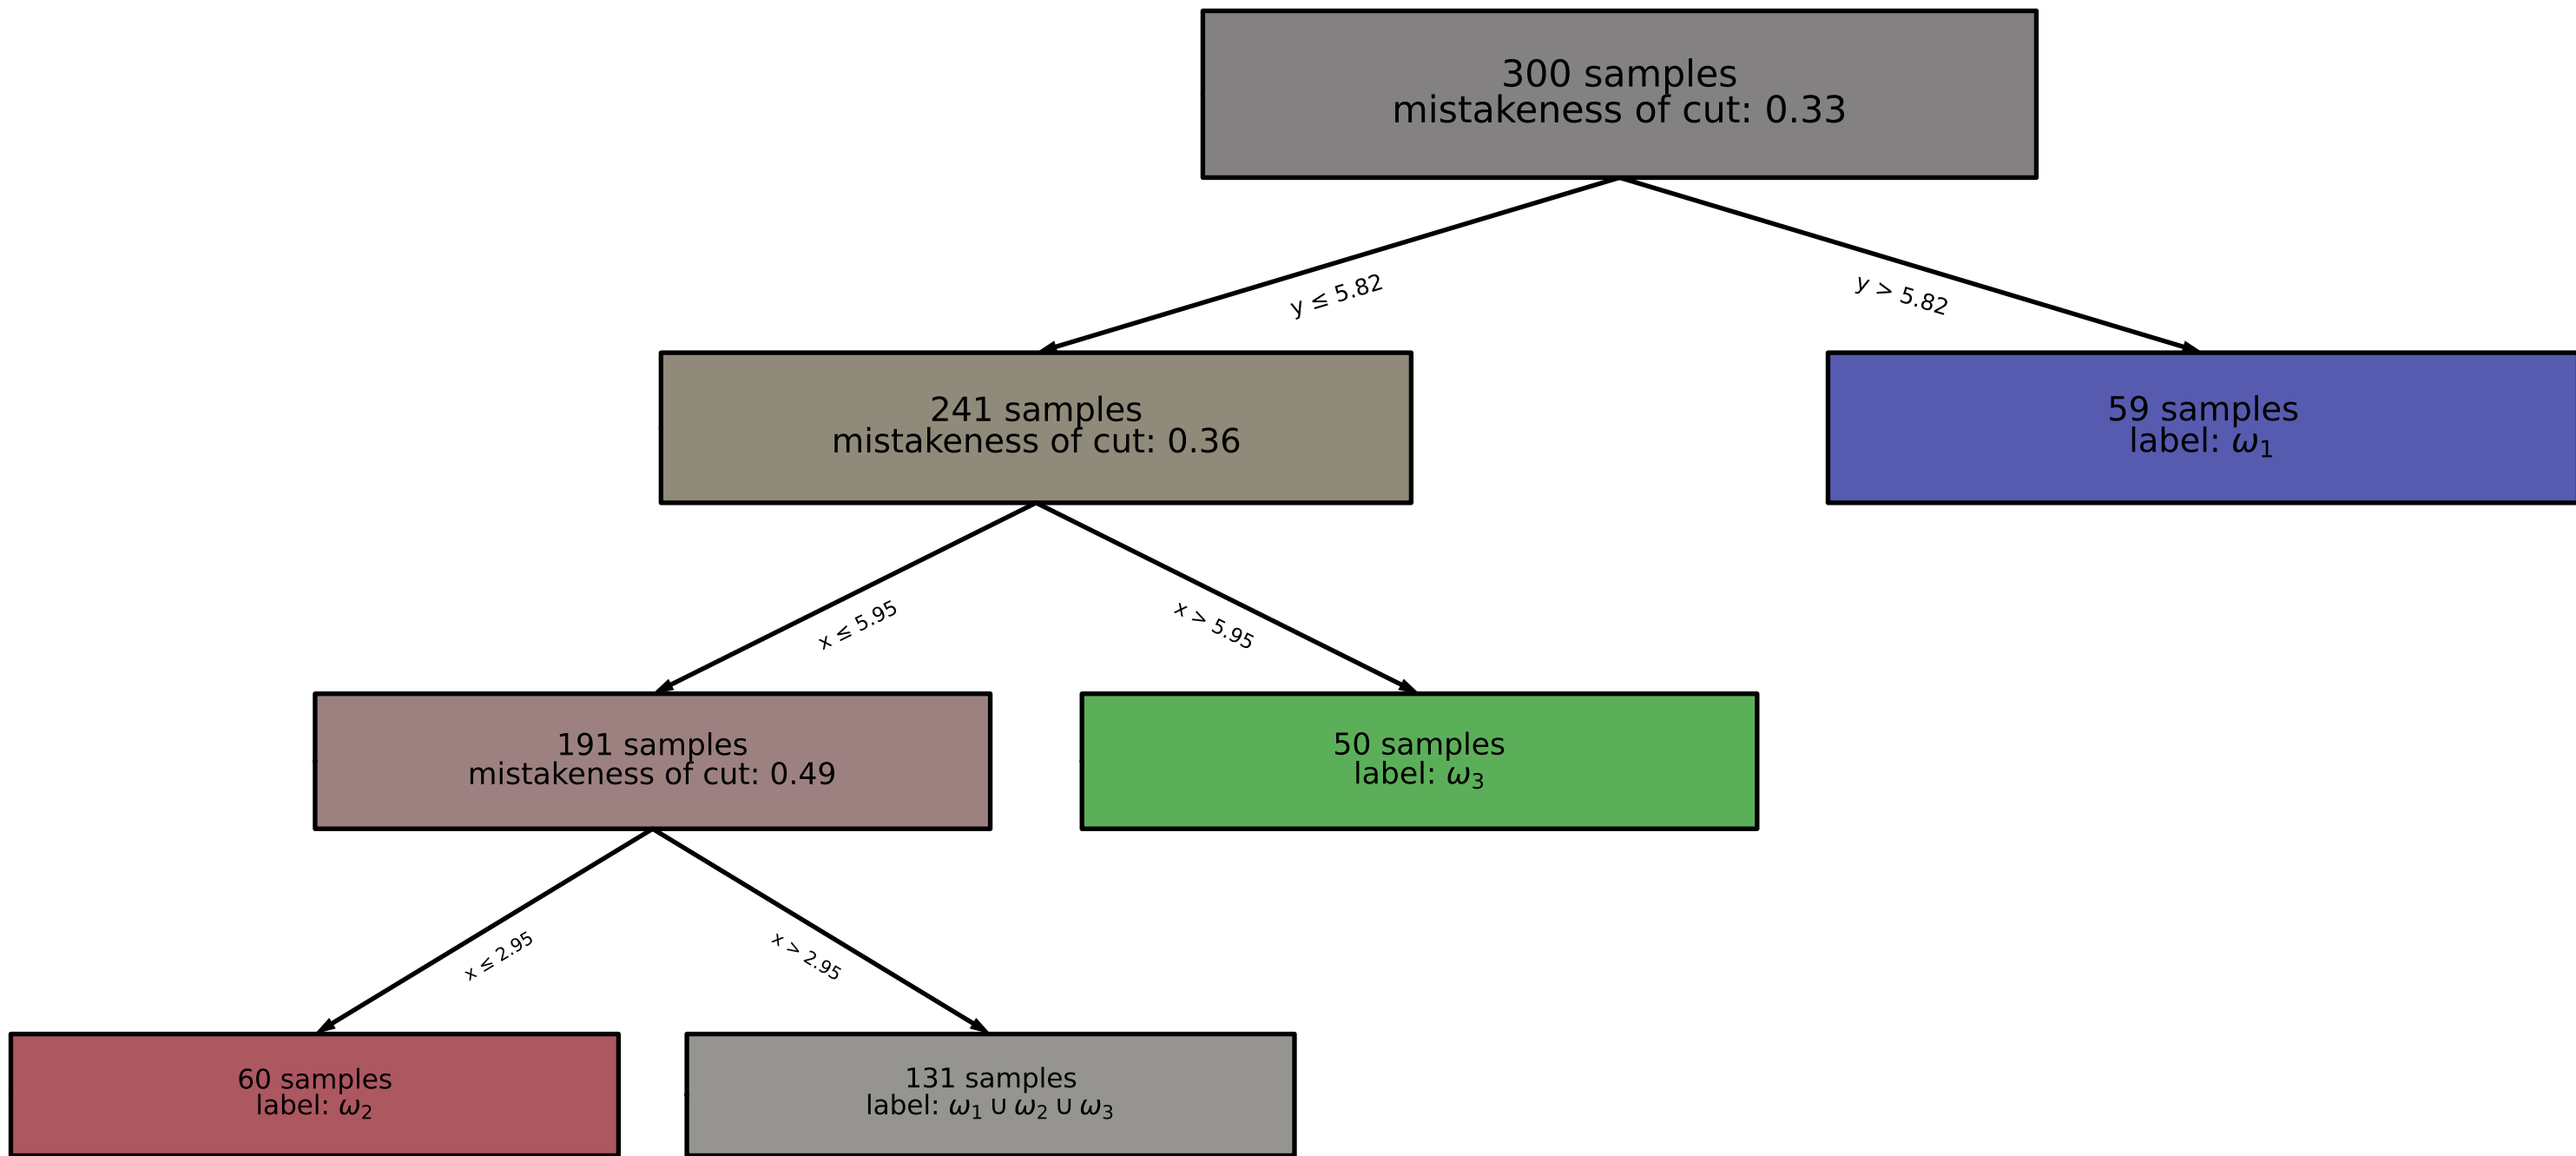 300 samples
mistakeness of cut: 0.33
y ≤ 5.82
y > 5.82
241 samples
mistakeness of cut: 0.36
59 samples
label: ω₁
x ≤ 5.95
x > 5.95
191 samples
mistakeness of cut: 0.49
50 samples
label: ω₃
x ≤ 2.95
x > 2.95
60 samples
label: ω₂
131 samples
label: ω₁ ∪ ω₂ ∪ ω₃